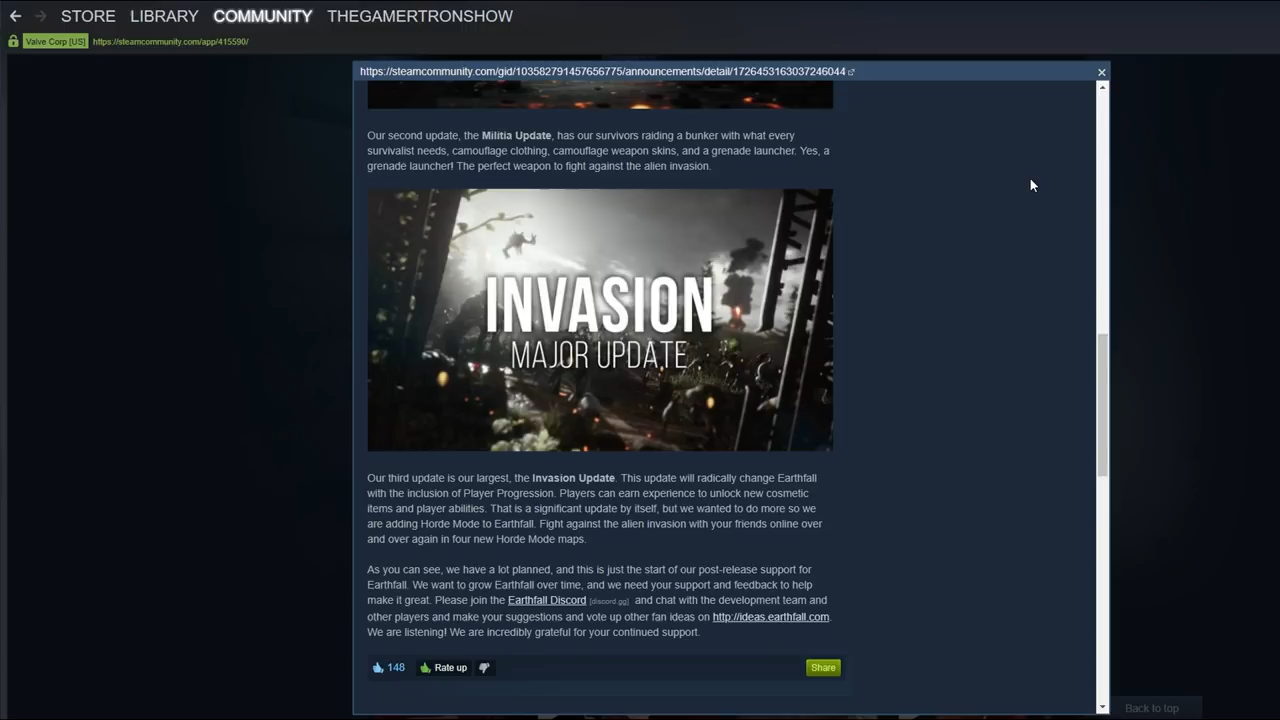 STORE LIBRARY COMMUNITY THEGAMERTRONSHOW
Valve Corp [US] https://steamcommunity.com/app/415590/
https://steamcommunity.com/gid/103582791457656775/announcements/detail/1726453163037246044
Our second update, the Militia Update, has our survivors raiding a bunker with what every
survivalist needs, camouflage clothing, camouflage weapon skins, and a grenade launcher. Yes, a
grenade launcher! The perfect weapon to fight against the alien invasion.
INVASION
MAJOR UPDATE
Our third update is our largest, the Invasion Update. This update will radically change Earthfall
with the inclusion of Player Progression. Players can earn experience to unlock new cosmetic
items and player abilities. That is a significant update by itself, but we wanted to do more so we
are adding Horde Mode to Earthfall. Fight against the alien invasion with your friends online over
and over again in four new Horde Mode maps.
As you can see, we have a lot planned, and this is just the start of our post-release support for
Earthfall. We want to grow Earthfall over time, and we need your support and feedback to help
make it great. Please join the Earthfall Discord [discord.gg] and chat with the development team and
other players and make your suggestions and vote up other fan ideas on http://ideas.earthfall.com.
We are listening! We are incredibly grateful for your continued support.
148 Rate up Share
Back to top